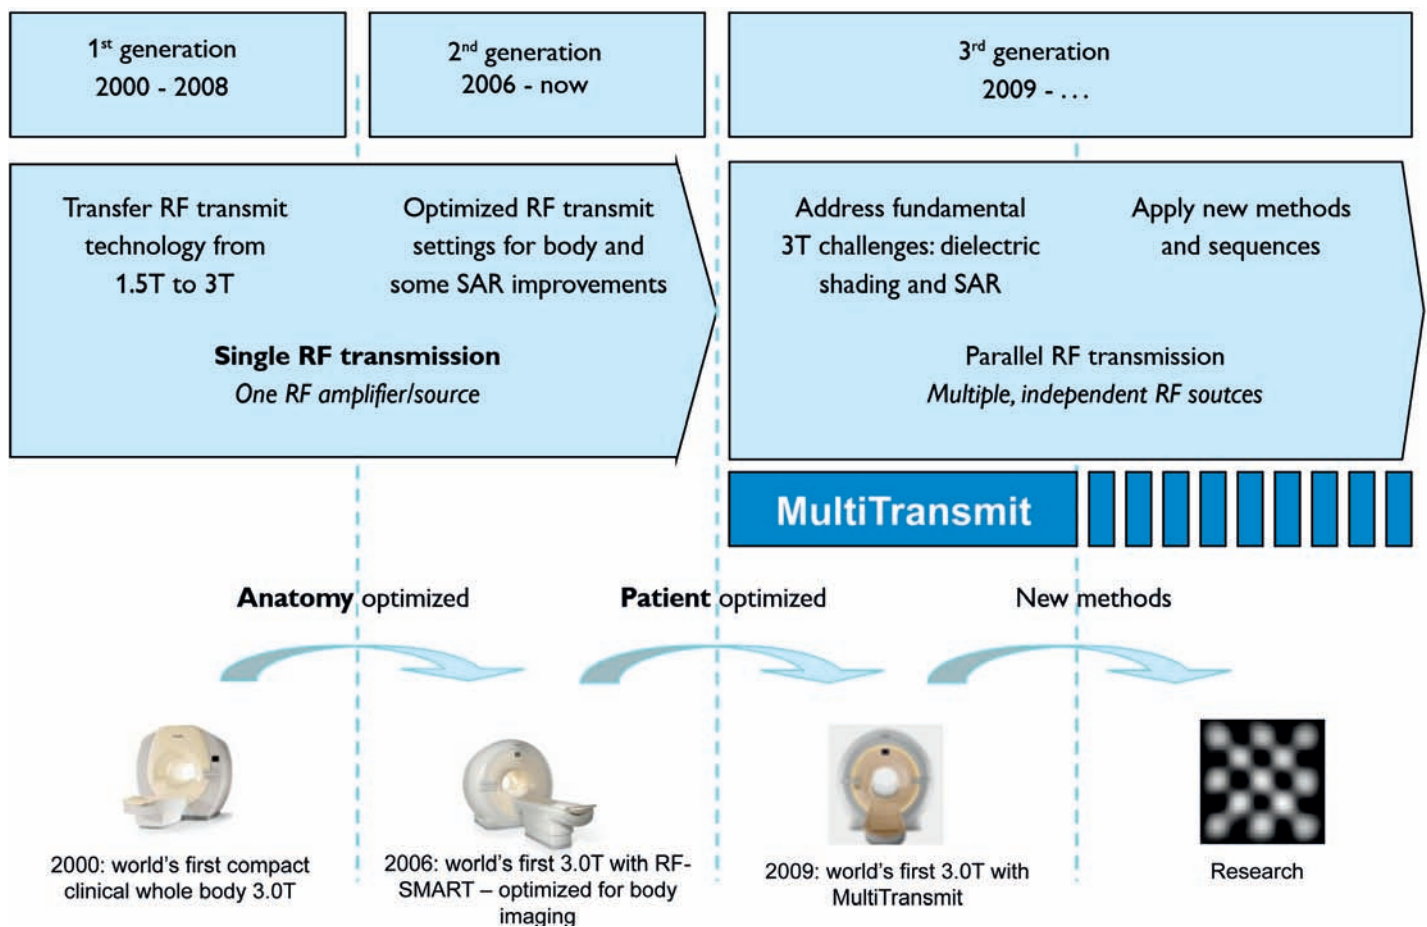 1st generation
2000 - 2008
2nd generation
2006 - now
3rd generation
2009 - . . .
Transfer RF transmit
technology from
1.5T to 3T
Optimized RF transmit
settings for body and
some SAR improvements
Single RF transmission
One RF amplifier/source
Address fundamental
3T challenges: dielectric
shading and SAR
Apply new methods
and sequences
Parallel RF transmission
Multiple, independent RF soutces
MultiTransmit
Anatomy optimized
Patient optimized
New methods
2000: world's first compact
clinical whole body 3.0T
2006: world's first 3.0T with RF-
SMART – optimized for body
imaging
2009: world's first 3.0T with
MultiTransmit
Research